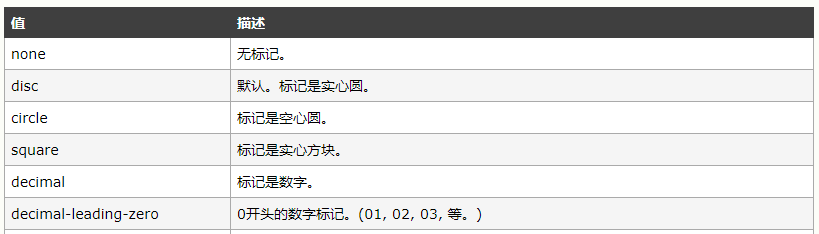 值 描述
none 无标记。
disc 默认。标记是实心圆。
circle 标记是空心圆。
square 标记是实心方块。
decimal 标记是数字。
decimal-leading-zero 0开头的数字标记。(01, 02, 03, 等。)